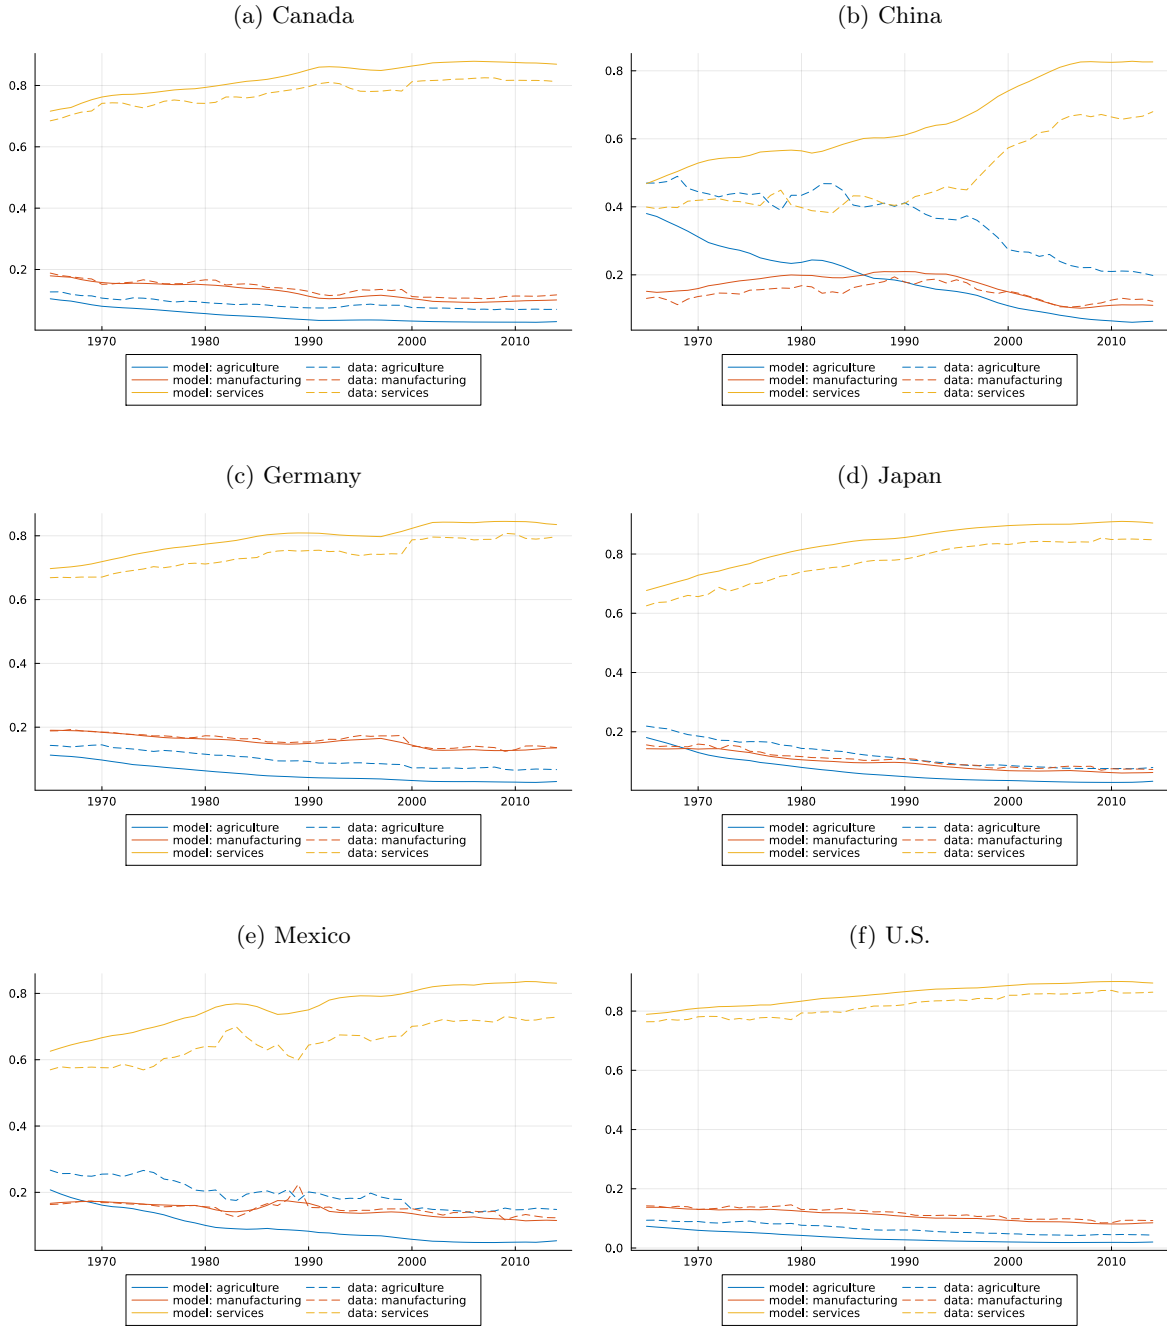 (a) Canada
0.8
0.6
0.4
0.2
1970 1980 1990 2000 2010
model: agriculture data: agriculture
model: manufacturing data: manufacturing
model: services data: services
(b) China
0.8
0.6
0.4
0.2
1970 1980 1990 2000 2010
model: agriculture data: agriculture
model: manufacturing data: manufacturing
model: services data: services
(c) Germany
0.8
0.6
0.4
0.2
1970 1980 1990 2000 2010
model: agriculture data: agriculture
model: manufacturing data: manufacturing
model: services data: services
(d) Japan
0.8
0.6
0.4
0.2
1970 1980 1990 2000 2010
model: agriculture data: agriculture
model: manufacturing data: manufacturing
model: services data: services
(e) Mexico
0.8
0.6
0.4
0.2
1970 1980 1990 2000 2010
model: agriculture data: agriculture
model: manufacturing data: manufacturing
model: services data: services
(f) U.S.
0.8
0.6
0.4
0.2
0.0
1970 1980 1990 2000 2010
model: agriculture data: agriculture
model: manufacturing data: manufacturing
model: services data: services